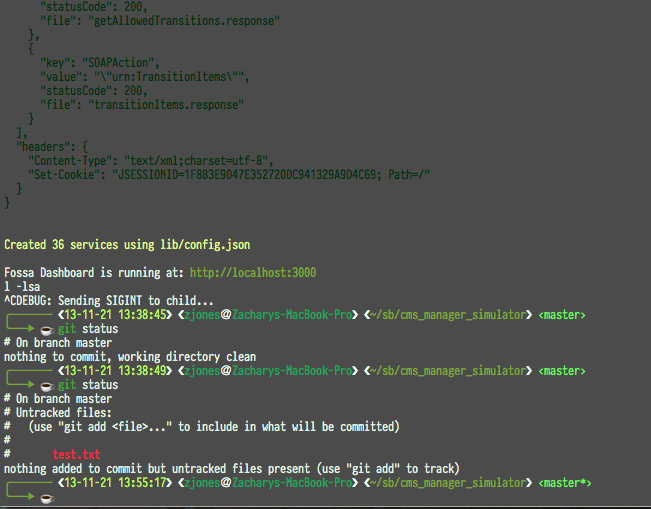 "statusCode": 200,
"file": "getAllowedTransitions.response"
},
{
"key": "SOAPAction",
"value": "\"urn:TransitionItems\"",
"statusCode": 200,
"file": "transitionItems.response"
}
],
"headers": {
"Content-Type": "text/xml;charset=utf-8",
"Set-Cookie": "JSESSIONID=1F8B3E9047E352720DC941329A9D4C69; Path=/"
}
}
Created 36 services using lib/config.json
Fossa Dashboard is running at: http://localhost:3000
l -lsa
^CDEBUG: Sending SIGINT to child...
❮13-11-21 13:38:45❯ ❮zjones@Zacharys-MacBook-Pro❯ ❮~/sb/cms_manager_simulator❯ <master>
git status
# On branch master
nothing to commit, working directory clean
❮13-11-21 13:38:49❯ ❮zjones@Zacharys-MacBook-Pro❯ ❮~/sb/cms_manager_simulator❯ <master>
git status
# On branch master
# Untracked files:
#   (use "git add <file>..." to include in what will be committed)
#
#       test.txt
nothing added to commit but untracked files present (use "git add" to track)
❮13-11-21 13:55:17❯ ❮zjones@Zacharys-MacBook-Pro❯ ❮~/sb/cms_manager_simulator❯ <master*>